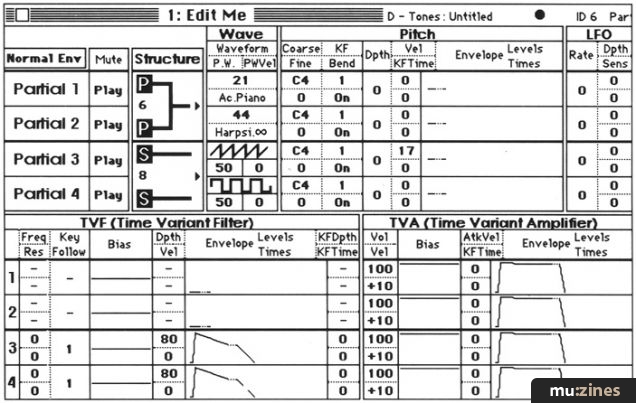 1: Edit Me D - Tones: Untitled ID 6 Par
Wave Pitch LFO
Normal Env Mute Structure Waveform Coarse KF Dpth Vel Envelope Levels Rate Dpth
P.W. PWVel Fine Bend KFTime Times Sens
Partial 1 Play P 21 C4 1 0 0 0 0
Ac.Piano 0 On 0 0
6
Partial 2 Play P 44 C4 1 0 0 0 0
Harpsi.∞ 0 On 0 0
Partial 3 Play S C4 1 0 17 0 0
50 0 0 On 0 0
8
Partial 4 Play S C4 1 0 0 0 0
50 0 0 On 0 0
TVF (Time Variant Filter) TVA (Time Variant Amplifier)
Freq Key Bias Dpth Envelope Levels KFDpth Vol Bias AtkVel Envelope Levels
Res Follow Vel Times KFTime Vel KFTime Times
1 - - - - 100 0
- - - +10 0
2 - - - - 100 0
- - - +10 0
3 0 1 80 0 100 0
0 0 0 +10 0
4 0 1 80 0 100 0
0 0 0 +10 0
mu:zines